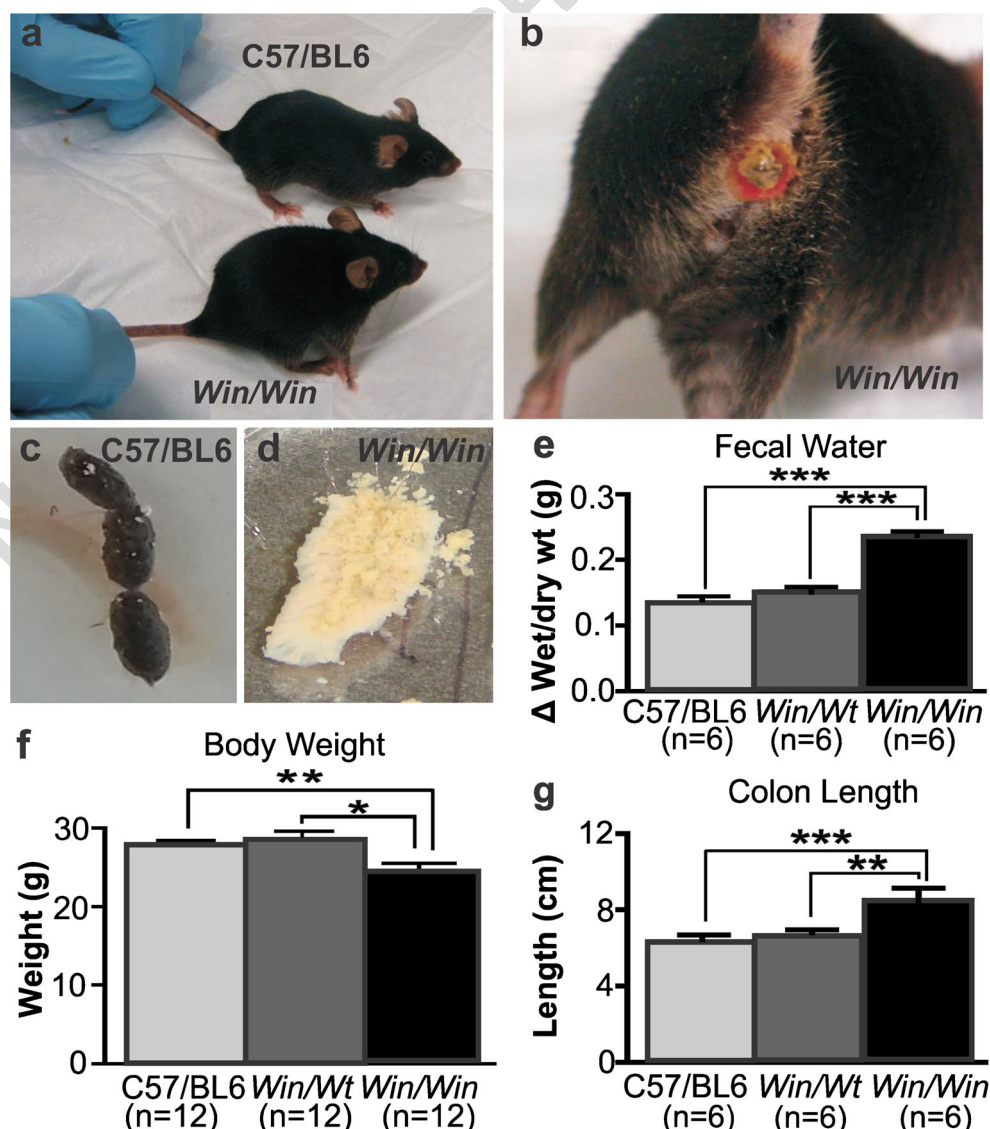 a
C57/BL6
Win/Win
b
Win/Win
c
C57/BL6
d
Win/Win
e
Fecal Water
***
***
Δ Wet/dry wt (g)
0.3
0.2
0.1
0.0
C57/BL6 Win/Wt Win/Win
(n=6) (n=6) (n=6)
f
Body Weight
**
*
Weight (g)
30
20
10
0
C57/BL6 Win/Wt Win/Win
(n=12) (n=12) (n=12)
g
Colon Length
***
**
Length (cm)
12
8
4
0
C57/BL6 Win/Wt Win/Win
(n=6) (n=6) (n=6)